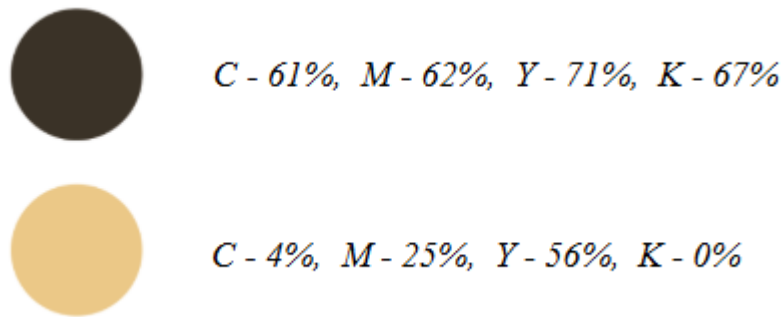 C - 61%, M - 62%, Y - 71%, K - 67%
C - 4%, M - 25%, Y - 56%, K - 0%